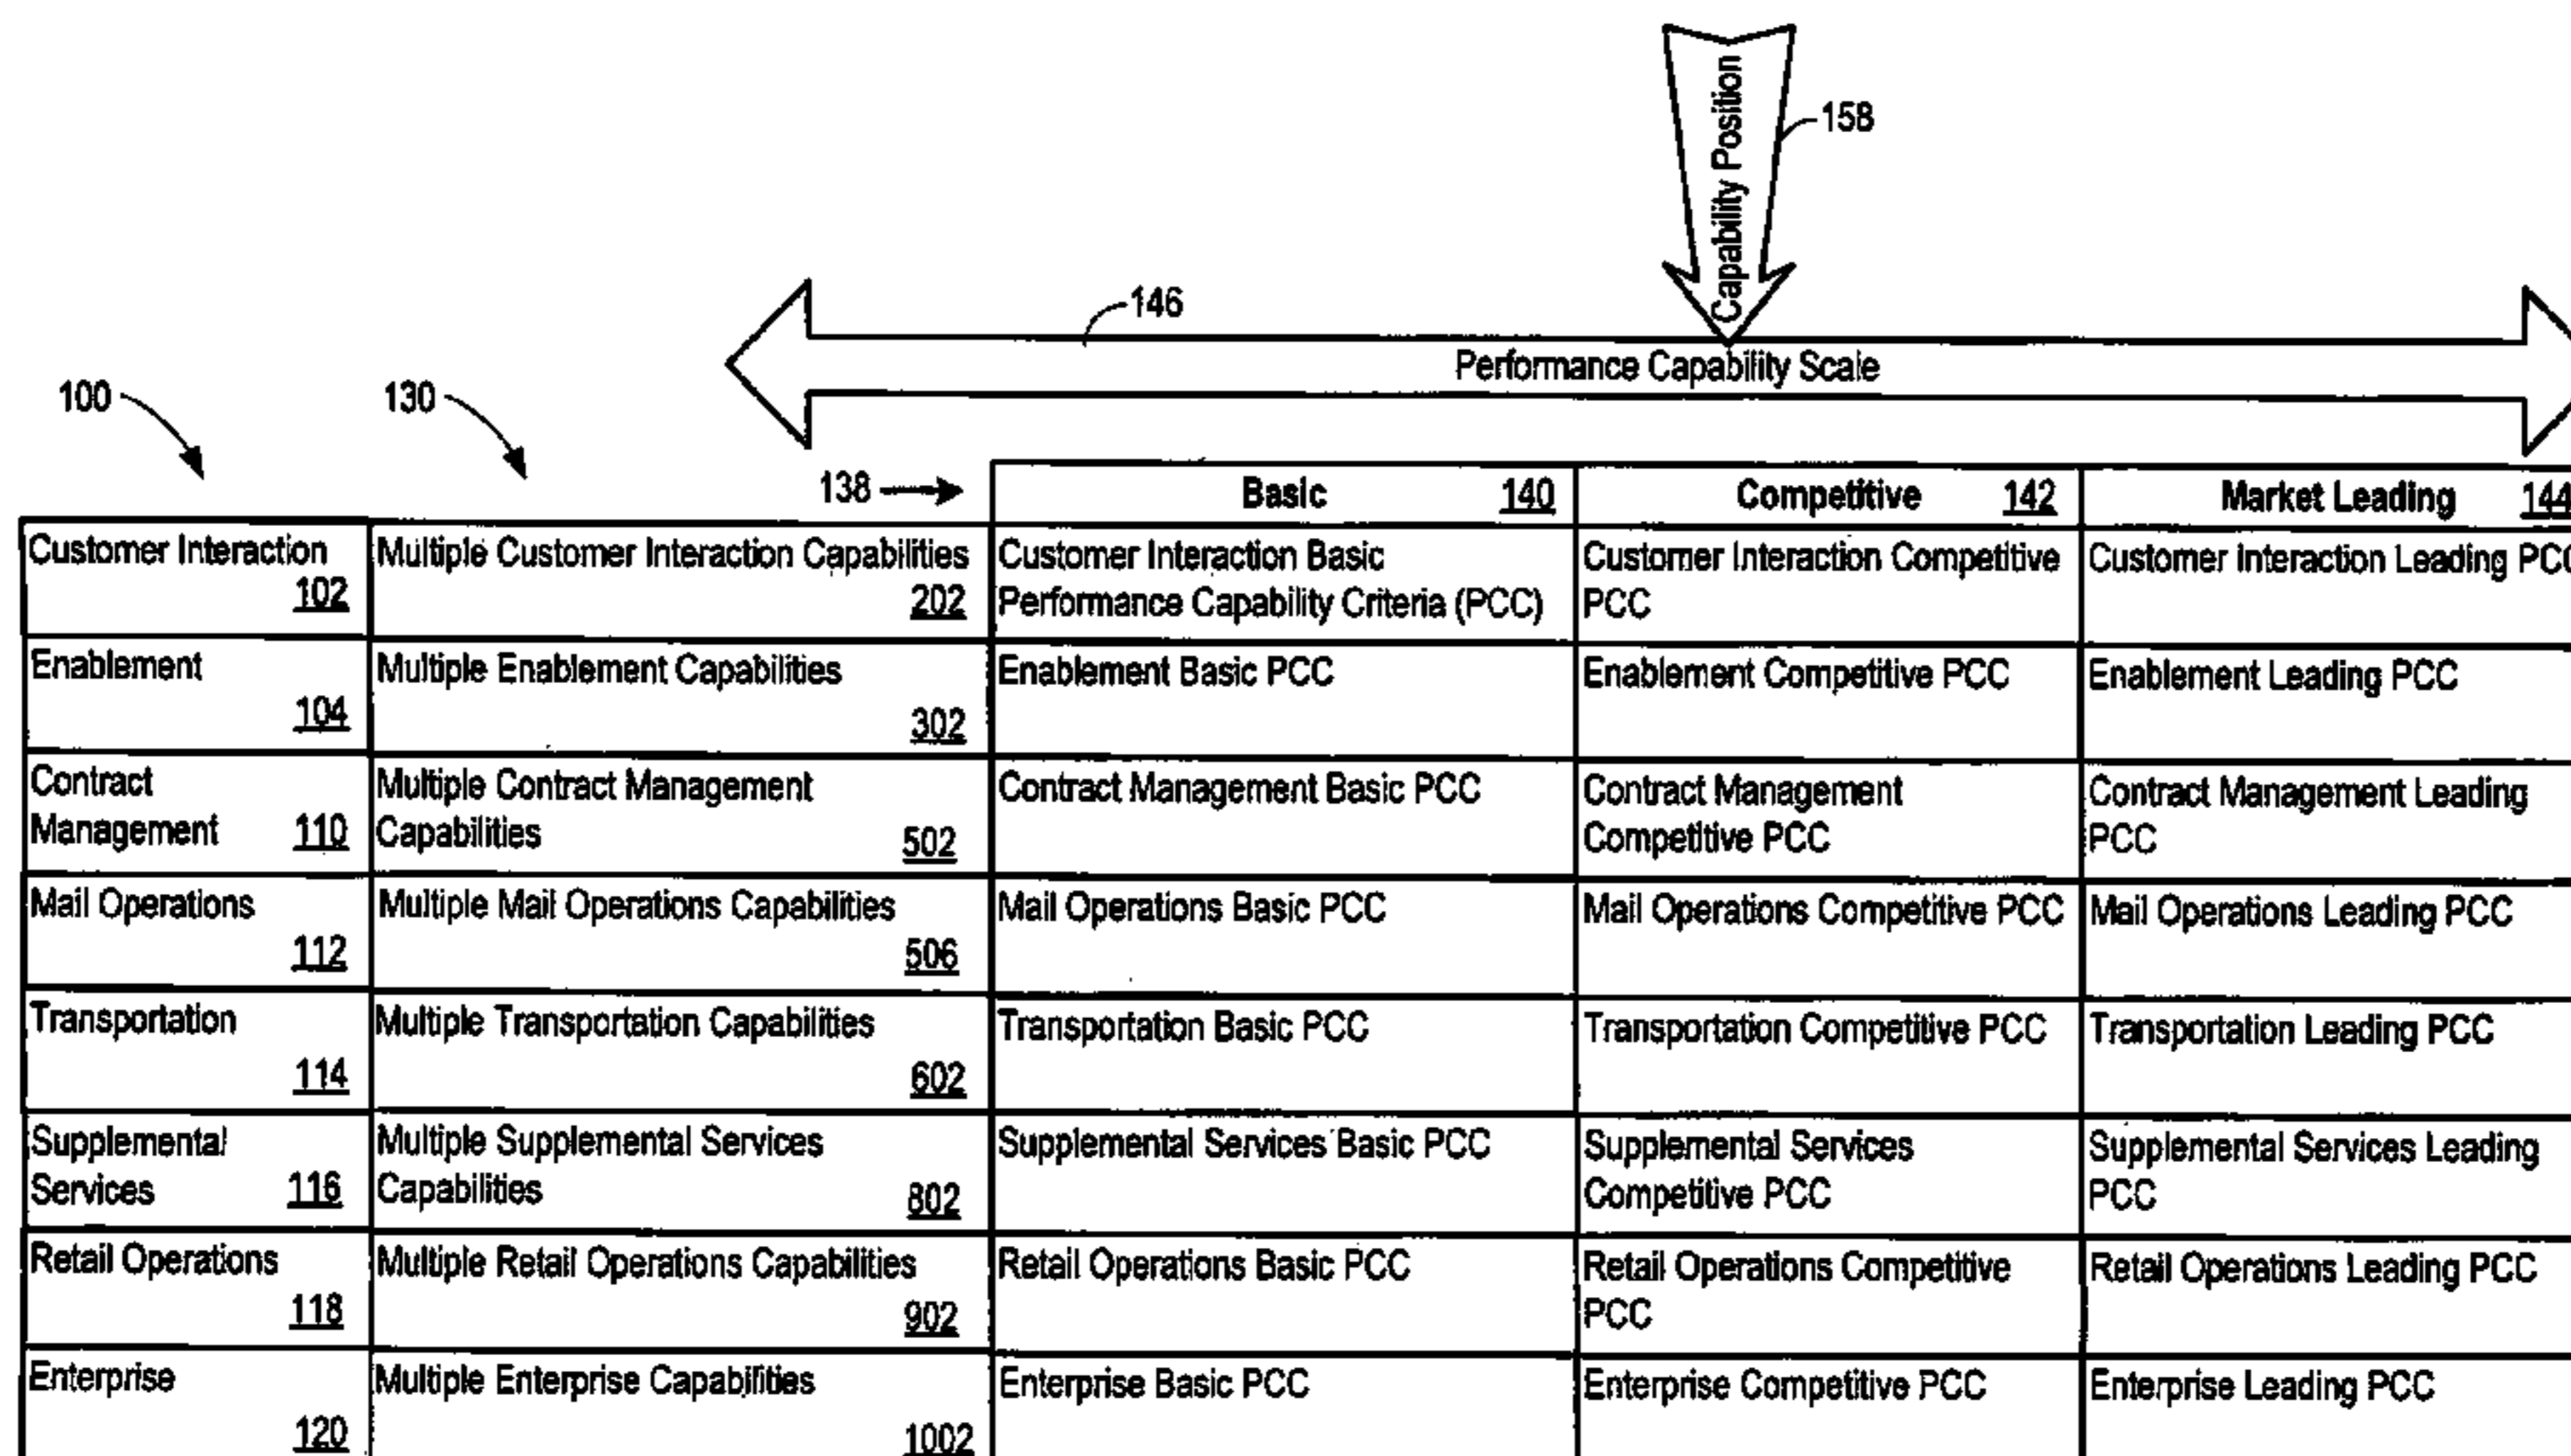 Capability Position
158
146
Performance Capability Scale
100
130
138
Basic 140
Competitive 142
Market Leading 144
Customer Interaction
102
Multiple Customer Interaction Capabilities
202
Customer Interaction Basic
Performance Capability Criteria (PCC)
Customer Interaction Competitive
PCC
Customer Interaction Leading PCC
Enablement
104
Multiple Enablement Capabilities
302
Enablement Basic PCC
Enablement Competitive PCC
Enablement Leading PCC
Contract
Management 110
Multiple Contract Management
Capabilities 502
Contract Management Basic PCC
Contract Management
Competitive PCC
Contract Management Leading
PCC
Mail Operations
112
Multiple Mail Operations Capabilities
506
Mail Operations Basic PCC
Mail Operations Competitive PCC
Mail Operations Leading PCC
Transportation
114
Multiple Transportation Capabilities
602
Transportation Basic PCC
Transportation Competitive PCC
Transportation Leading PCC
Supplemental
Services 116
Multiple Supplemental Services
Capabilities 802
Supplemental Services Basic PCC
Supplemental Services
Competitive PCC
Supplemental Services Leading
PCC
Retail Operations
118
Multiple Retail Operations Capabilities
902
Retail Operations Basic PCC
Retail Operations Competitive
PCC
Retail Operations Leading PCC
Enterprise
120
Multiple Enterprise Capabilities
1002
Enterprise Basic PCC
Enterprise Competitive PCC
Enterprise Leading PCC